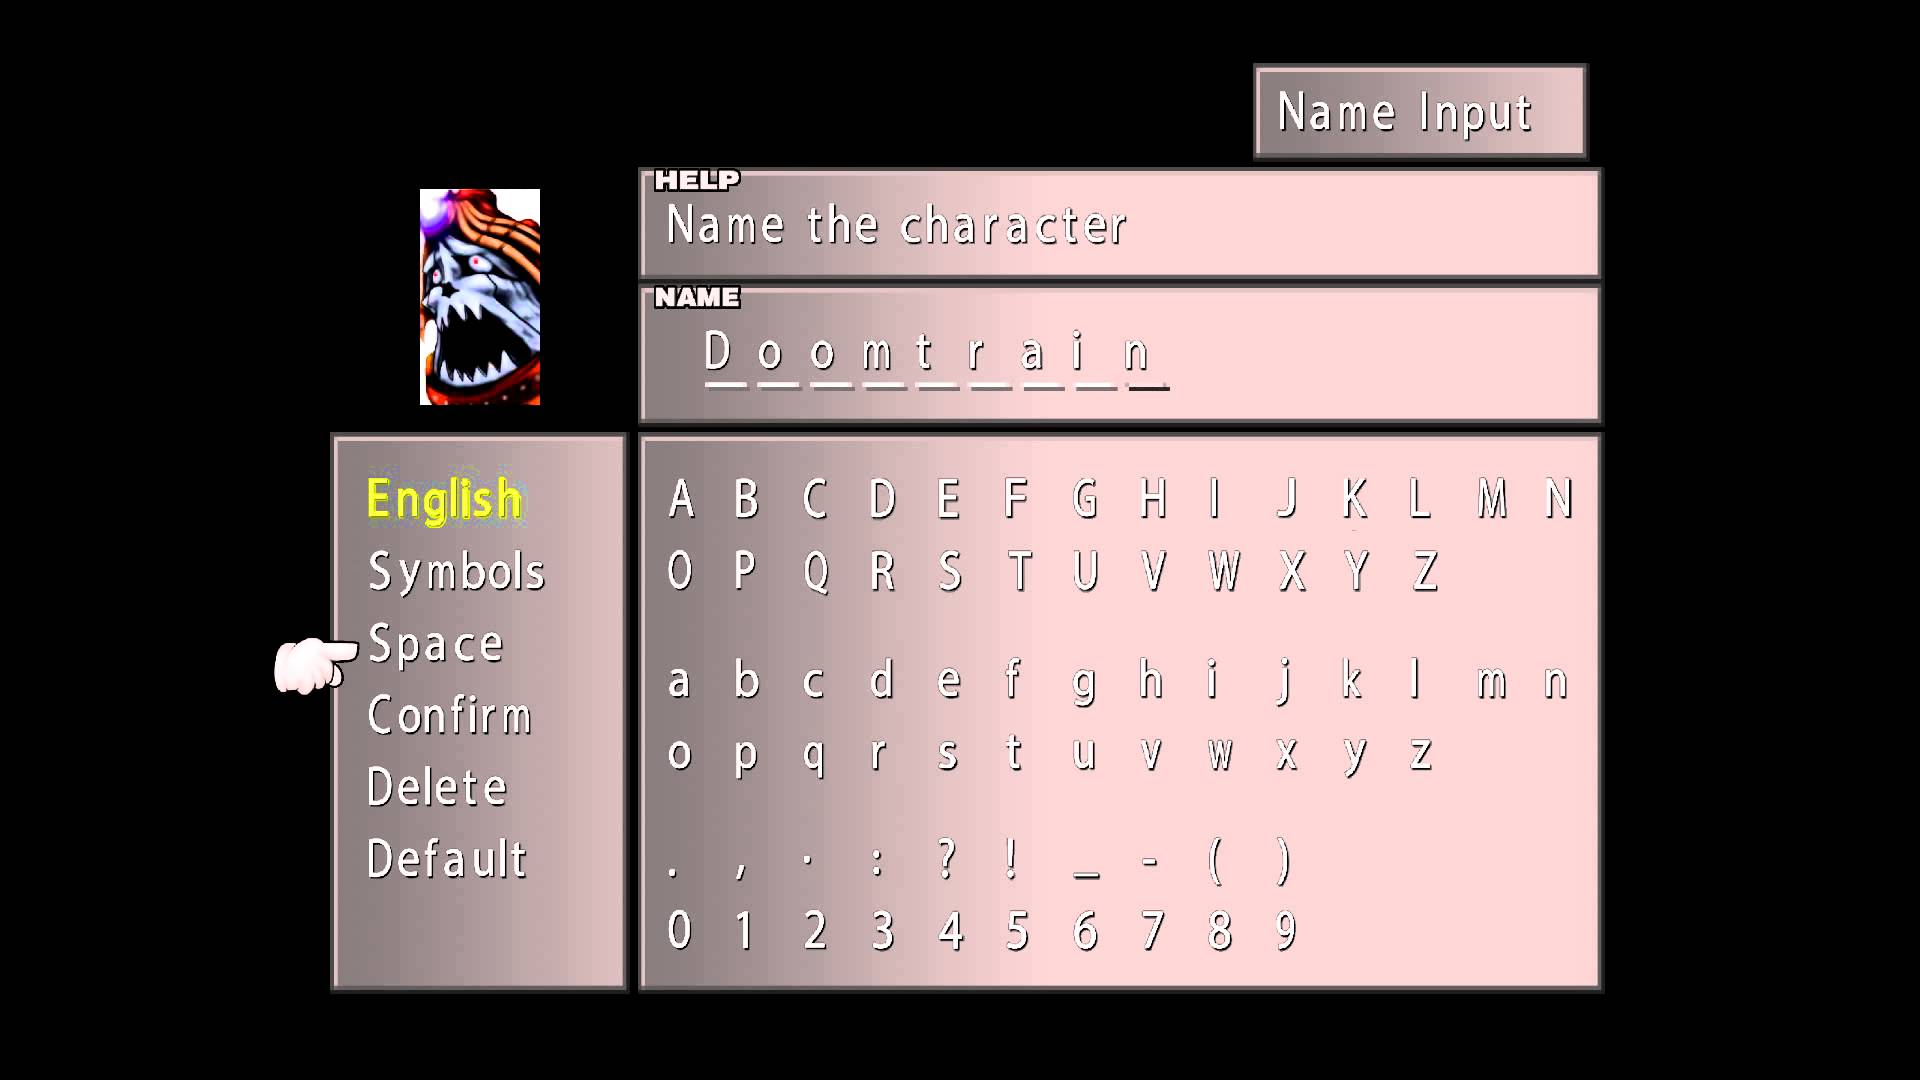 Name Input
HELP
Name the character
NAME
Doomtrain
English
Symbols
Space
Confirm
Delete
Default
A B C D E F G H I J K L M N
O P Q R S T U V W X Y Z
a b c d e f g h i j k l m n
o p q r s t u v w x y z
. , · : ? ! _ - ( )
0 1 2 3 4 5 6 7 8 9